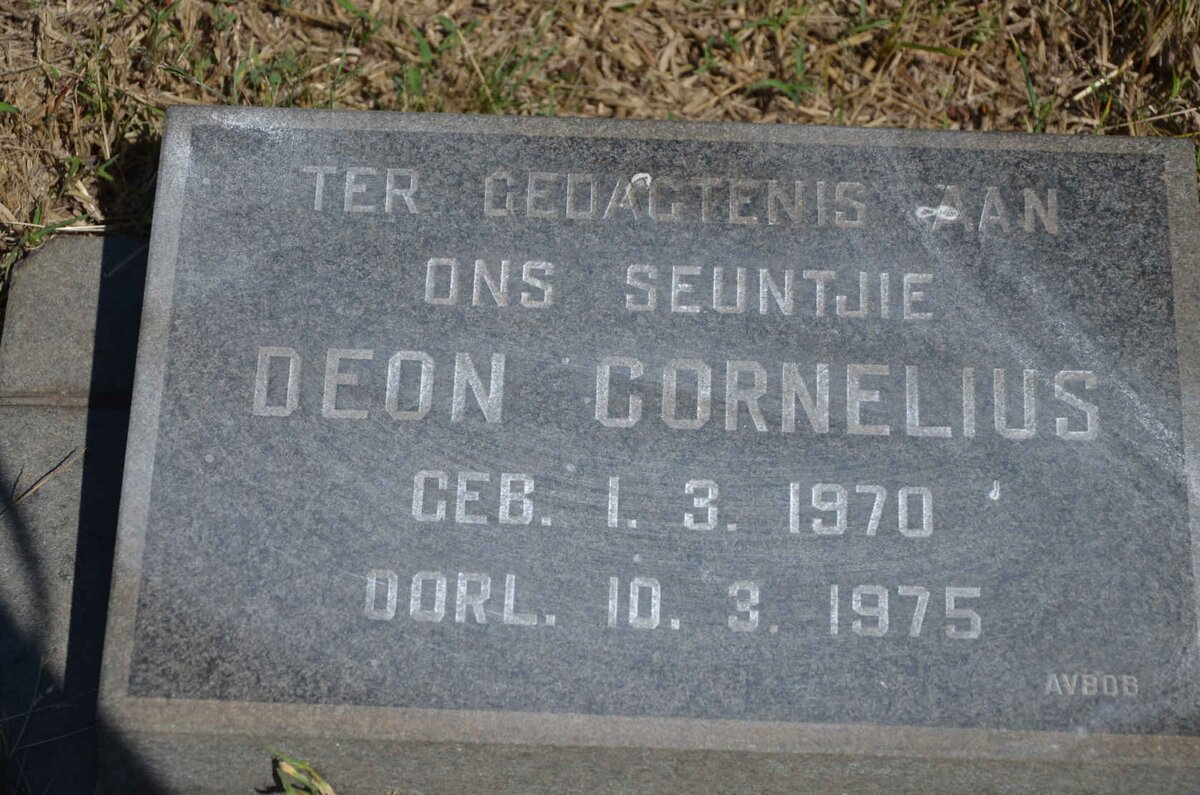 TER GEDAGTENIS AAN
ONS SEUNTJIE
DEON CORNELIUS
GEB. 1. 3. 1970
OORL. 10. 3. 1975
AVBOB